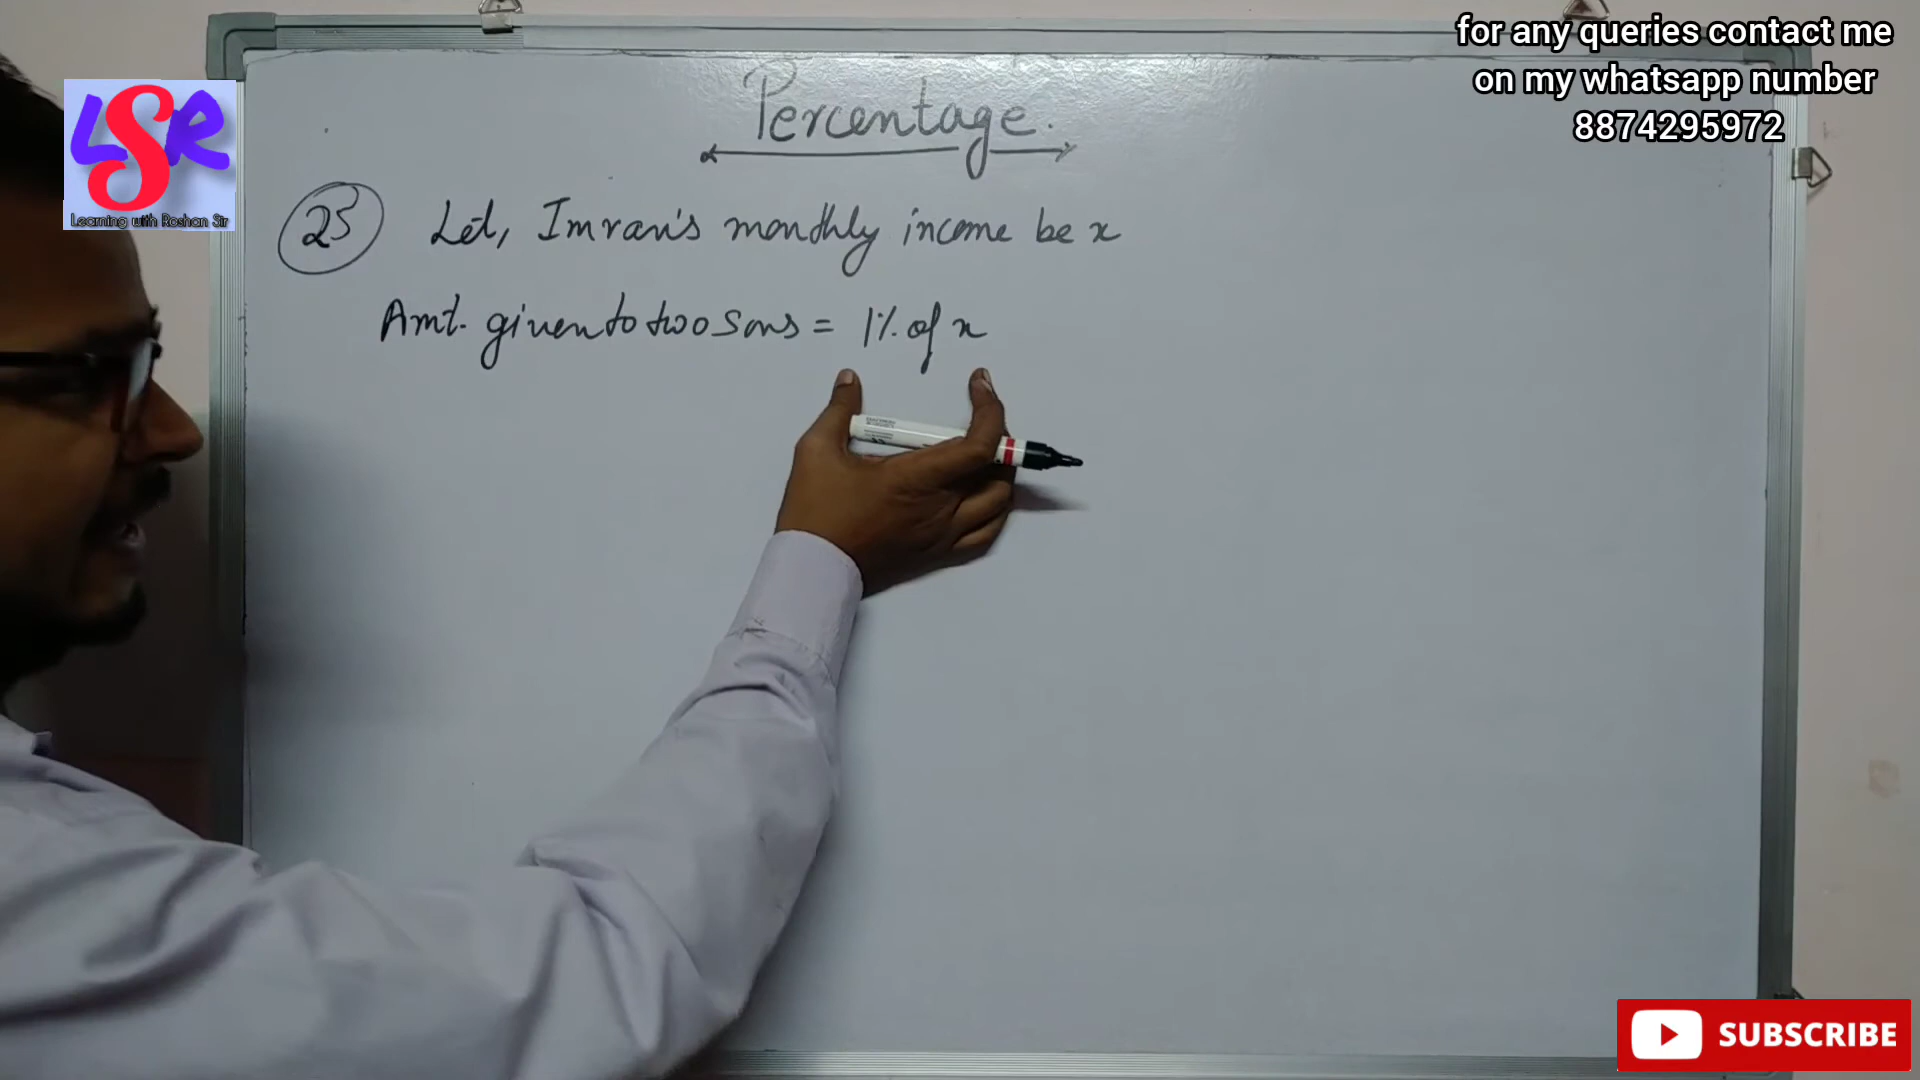 for any queries contact me
on my whatsapp number
8874295972
LSR
Learning with Roshan Sir
Percentage.
25 Let, Imran's monthly income be x
Amt. given to two sons = 1% of x
SUBSCRIBE